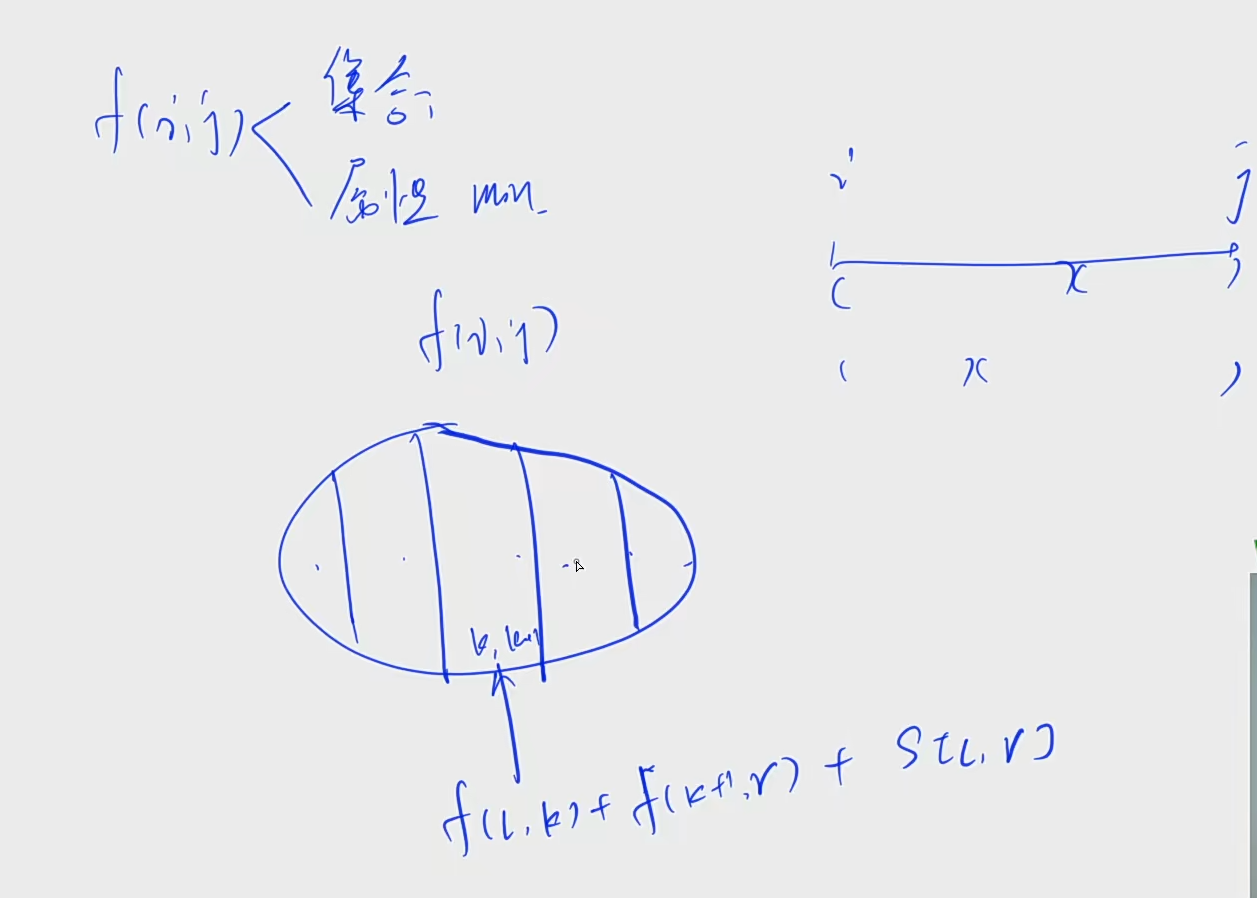 f(i,j)
集合
属性 min
i j
( x )
f(i,j)
( x )
k, k+1
f(l,k)+f(k+1,r)+S[l,r]